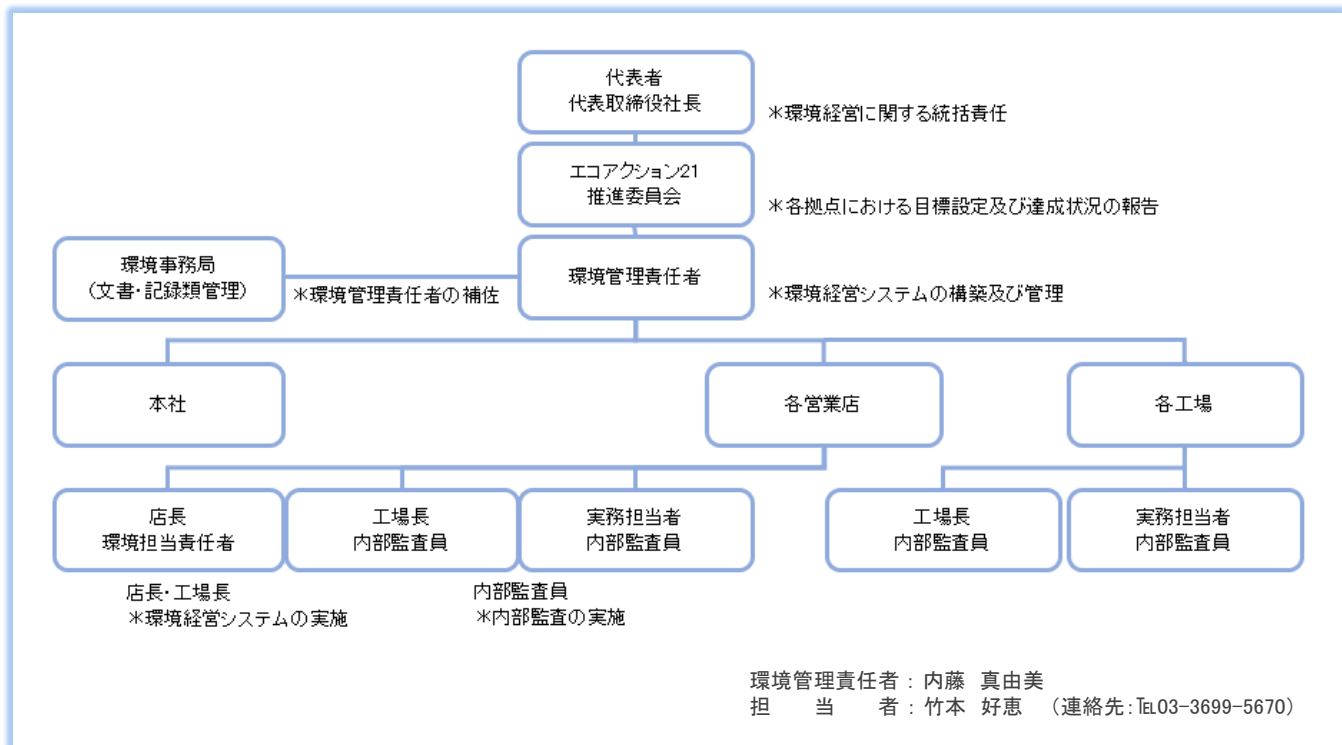 代表者
代表取締役社長
＊環境経営に関する統括責任
エコアクション21
推進委員会
＊各拠点における目標設定及び達成状況の報告
環境事務局
（文書・記録類管理）
＊環境管理責任者の補佐
環境管理責任者
＊環境経営システムの構築及び管理
本社
各営業店
各工場
店長
環境担当責任者
工場長
内部監査員
実務担当者
内部監査員
工場長
内部監査員
実務担当者
内部監査員
店長・工場長
＊環境経営システムの実施
内部監査員
＊内部監査の実施
環境管理責任者：内藤　真由美
担　当　者：竹本　好恵　（連絡先：℡03-3699-5670）